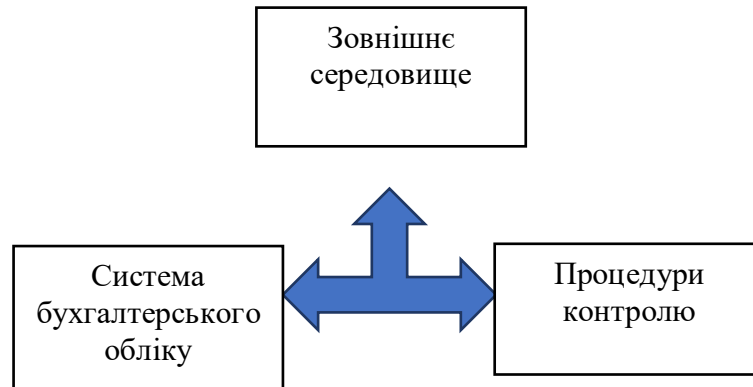 Зовнішнє
середовище
Система
бухгалтерського
обліку
Процедури
контролю